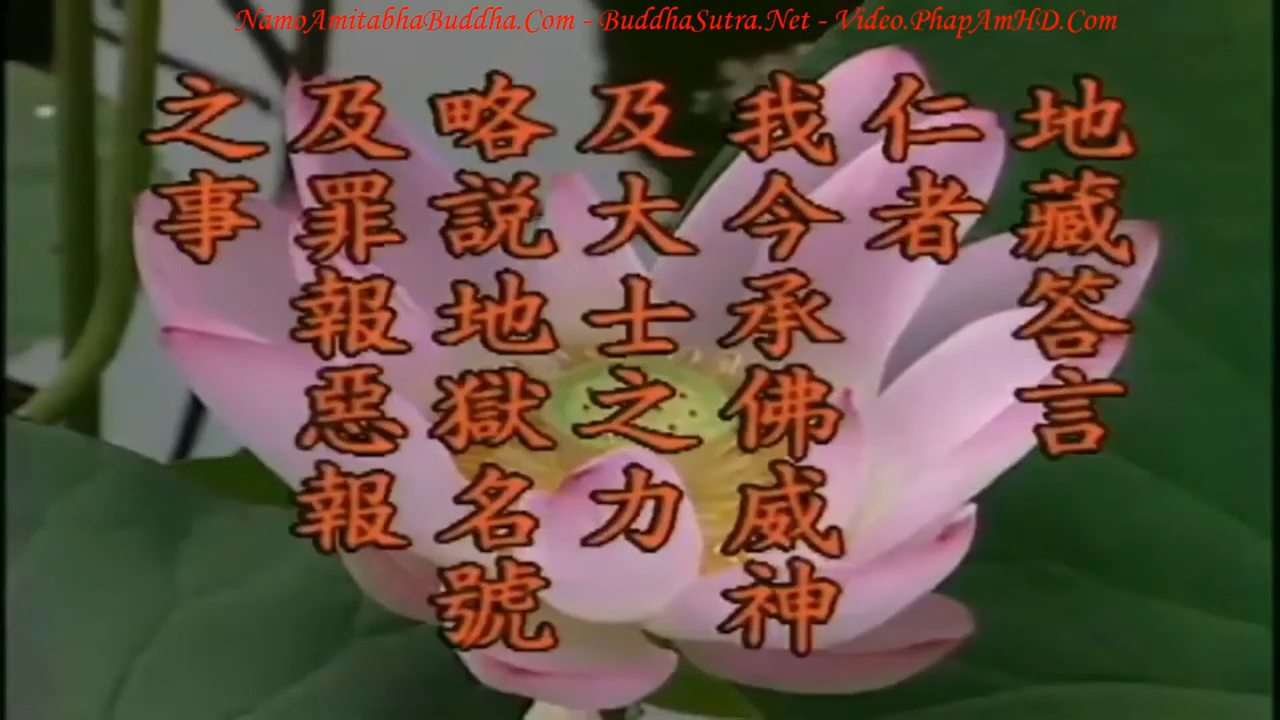 NamoAmitabhaBuddha.Com - BuddhaSutra.Net - Video.PhapAmHD.Com
地藏答言
仁者
我今承佛威神
及大士之力
略説地獄名號
及罪報惡報
之事